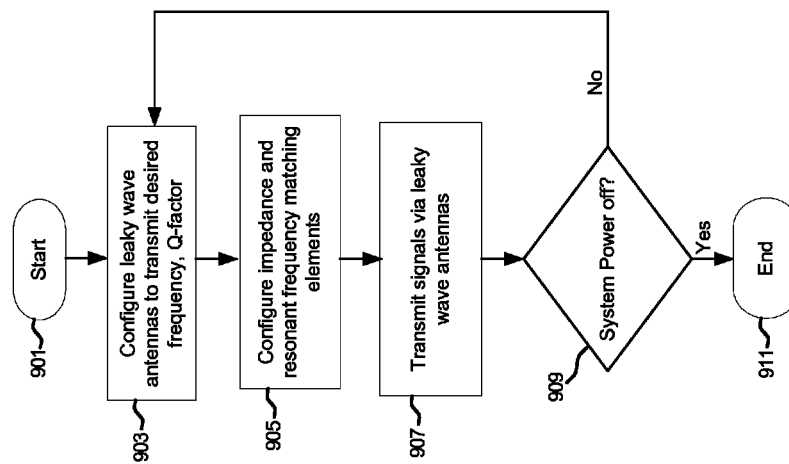 901
Start
903
Configure leaky wave
antennas to transmit desired
frequency, Q-factor
905
Configure impedance and
resonant frequency matching
elements
907
Transmit signals via leaky
wave antennas
909
System Power off?
No
Yes
911
End